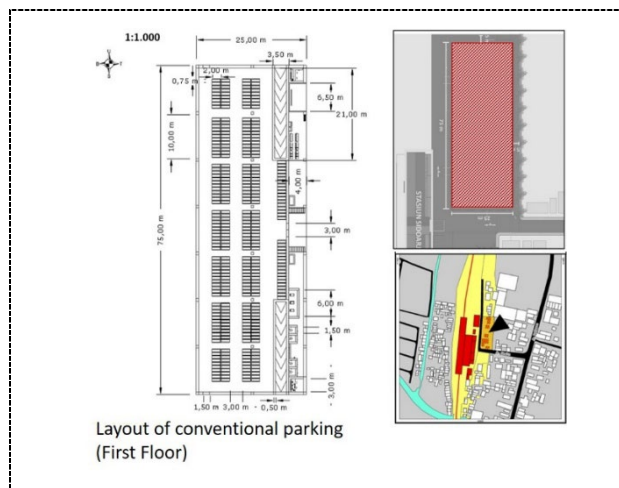 1:1.000
25,00 m
3,50 m
2,00 m
0,75 m
6,50 m
21,00 m
10,00 m
4,00 m
75,00 m
3,00 m
6,00 m
1,50 m
3,00 m
1,50 m
3,00 m
0,50 m
Layout of conventional parking
(First Floor)
75 m
25 m